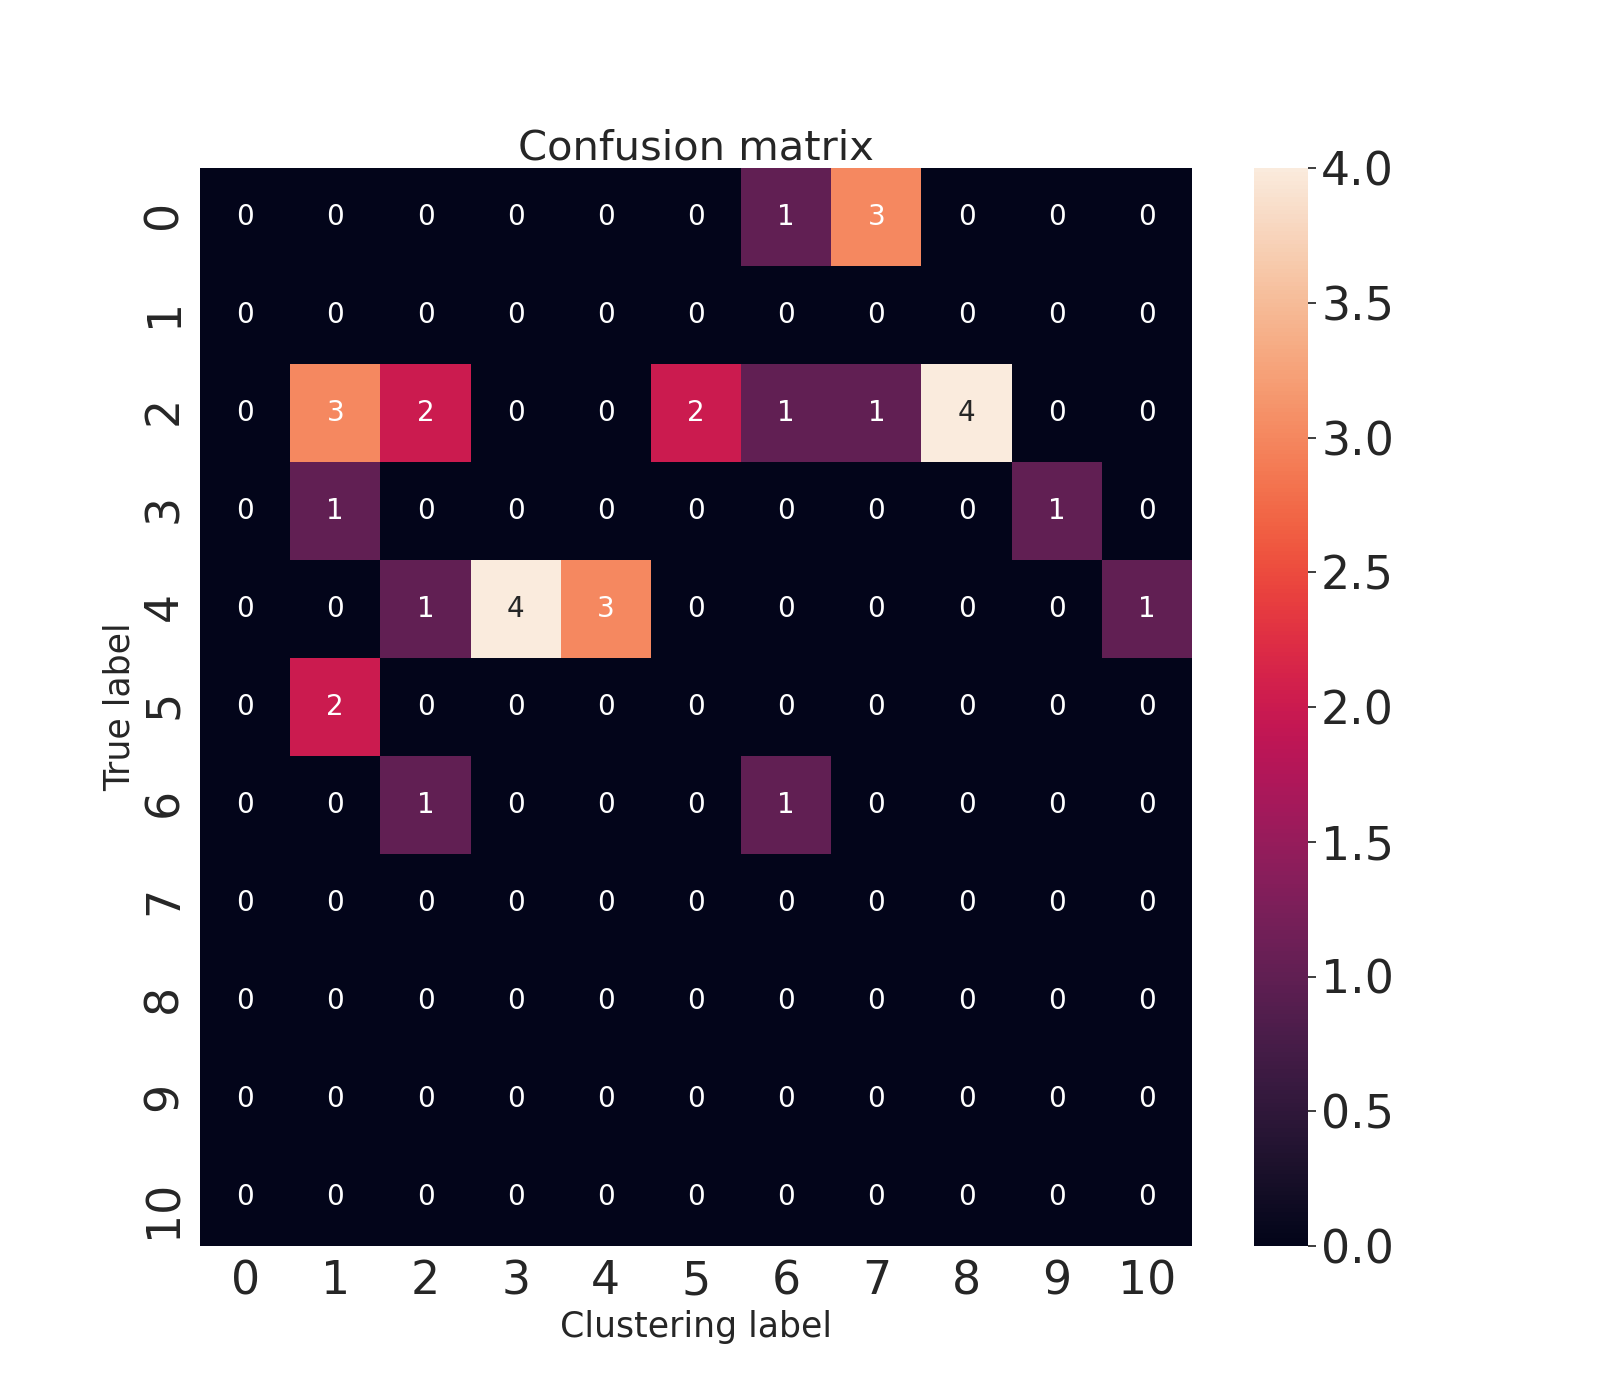 Confusion matrix
0 0 0 0 0 0 0 1 3 0 0 0
1 0 0 0 0 0 0 0 0 0 0 0
2 0 3 2 0 0 2 1 1 4 0 0
3 0 1 0 0 0 0 0 0 0 1 0
4 0 0 1 4 3 0 0 0 0 0 1
5 0 2 0 0 0 0 0 0 0 0 0
6 0 0 1 0 0 0 1 0 0 0 0
7 0 0 0 0 0 0 0 0 0 0 0
8 0 0 0 0 0 0 0 0 0 0 0
9 0 0 0 0 0 0 0 0 0 0 0
10 0 0 0 0 0 0 0 0 0 0 0
0 1 2 3 4 5 6 7 8 9 10
Clustering label
True label
4.0
3.5
3.0
2.5
2.0
1.5
1.0
0.5
0.0